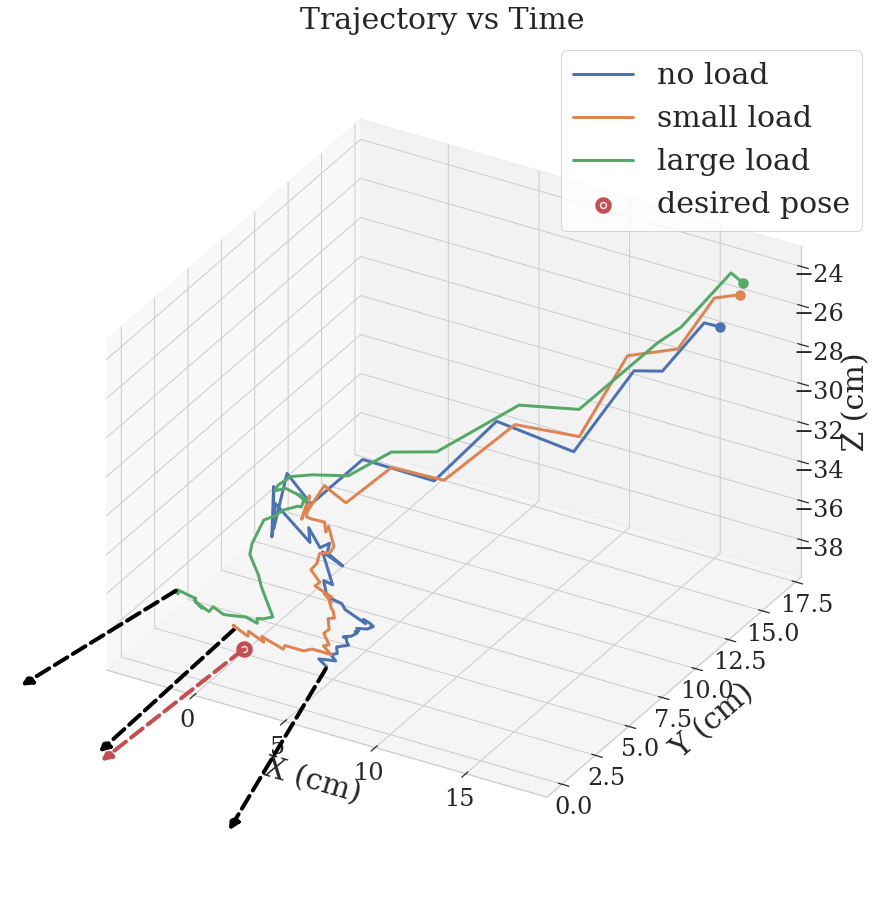 Trajectory vs Time
no load
small load
large load
desired pose
24
26
28
30
32
34
36
38
Z (cm)
17.5
15.0
12.5
10.0
7.5
5.0
2.5
0.0
Y (cm)
0
5
10
15
X (cm)